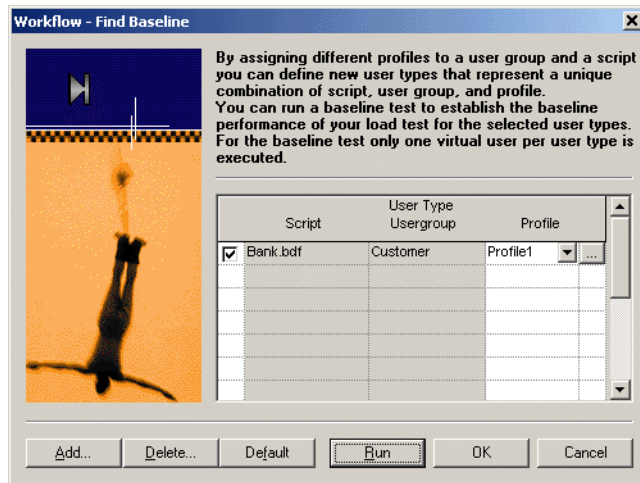 Workflow - Find Baseline
By assigning different profiles to a user group and a script
you can define new user types that represent a unique
combination of script, user group, and profile.
You can run a baseline test to establish the baseline
performance of your load test for the selected user types.
For the baseline test only one virtual user per user type is
executed.
User Type
Script Usergroup Profile
Bank.bdf Customer Profile1 ...
Add... Delete... Default Run OK Cancel